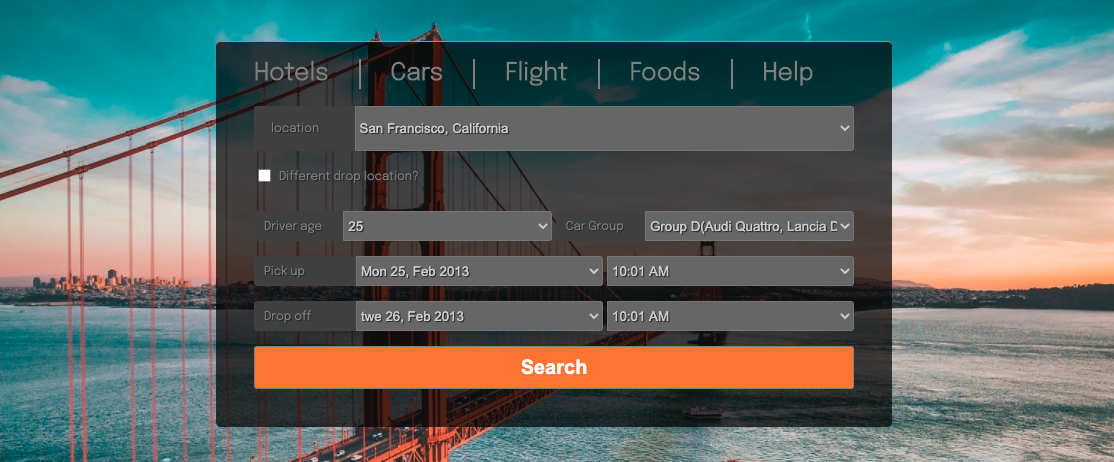 Hotels Cars Flight Foods Help
location San Francisco, California
Different drop location?
Driver age 25 Car Group Group D(Audi Quattro, Lancia D
Pick up Mon 25, Feb 2013 10:01 AM
Drop off twe 26, Feb 2013 10:01 AM
Search